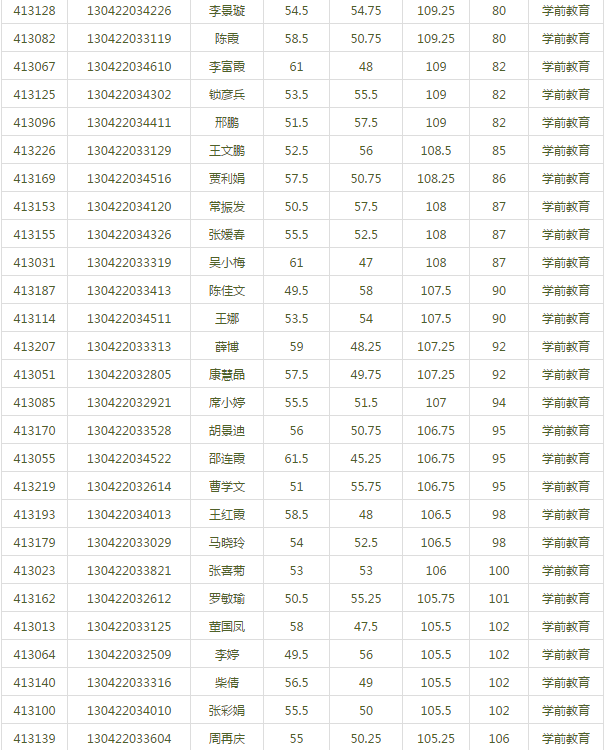 413128 130422034226 李景璇 54.5 54.75 109.25 80 学前教育
413082 130422033119 陈霞 58.5 50.75 109.25 80 学前教育
413067 130422034610 李富霞 61 48 109 82 学前教育
413125 130422034302 锁彦兵 53.5 55.5 109 82 学前教育
413096 130422034411 邢鹏 51.5 57.5 109 82 学前教育
413226 130422033129 王文鹏 52.5 56 108.5 85 学前教育
413169 130422034516 贾利娟 57.5 50.75 108.25 86 学前教育
413153 130422034120 常振发 50.5 57.5 108 87 学前教育
413155 130422034326 张媛春 55.5 52.5 108 87 学前教育
413031 130422033319 吴小梅 61 47 108 87 学前教育
413187 130422033413 陈佳文 49.5 58 107.5 90 学前教育
413114 130422034511 王娜 53.5 54 107.5 90 学前教育
413207 130422033313 薛博 59 48.25 107.25 92 学前教育
413051 130422032805 康慧晶 57.5 49.75 107.25 92 学前教育
413085 130422032921 席小婷 55.5 51.5 107 94 学前教育
413170 130422033528 胡景迪 56 50.75 106.75 95 学前教育
413055 130422034522 邵连霞 61.5 45.25 106.75 95 学前教育
413219 130422032614 曹学文 51 55.75 106.75 95 学前教育
413193 130422034013 王红霞 58.5 48 106.5 98 学前教育
413179 130422033029 马晓玲 54 52.5 106.5 98 学前教育
413023 130422033821 张喜菊 53 53 106 100 学前教育
413162 130422032612 罗敏瑜 50.5 55.25 105.75 101 学前教育
413013 130422033125 董国凤 58 47.5 105.5 102 学前教育
413064 130422032509 李婷 49.5 56 105.5 102 学前教育
413140 130422033316 柴倩 56.5 49 105.5 102 学前教育
413100 130422034010 张彩娟 55.5 50 105.5 102 学前教育
413139 130422033604 周再庆 55 50.25 105.25 106 学前教育